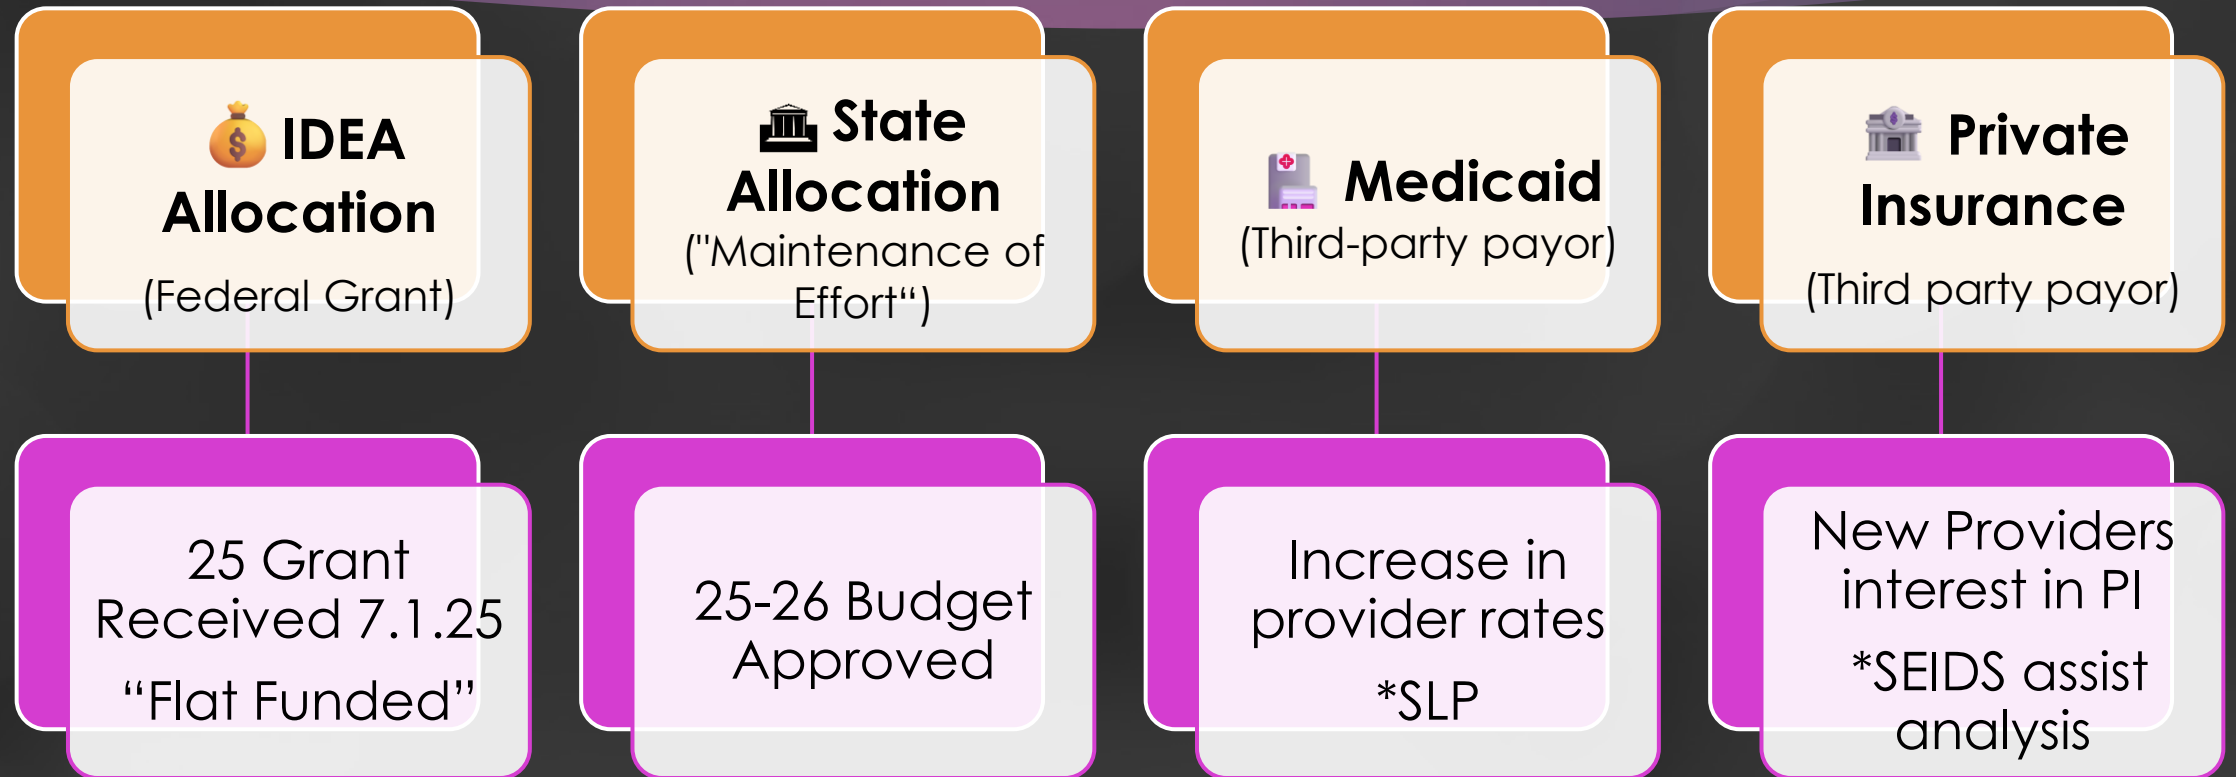 IDEA
Allocation
(Federal Grant)
State
Allocation
("Maintenance of
Effort“)
Medicaid
(Third-party payor)
Private
Insurance
(Third party payor)
25 Grant
Received 7.1.25
“Flat Funded”
25-26 Budget
Approved
Increase in
provider rates
*SLP
New Providers
interest in PI
*SEIDS assist
analysis